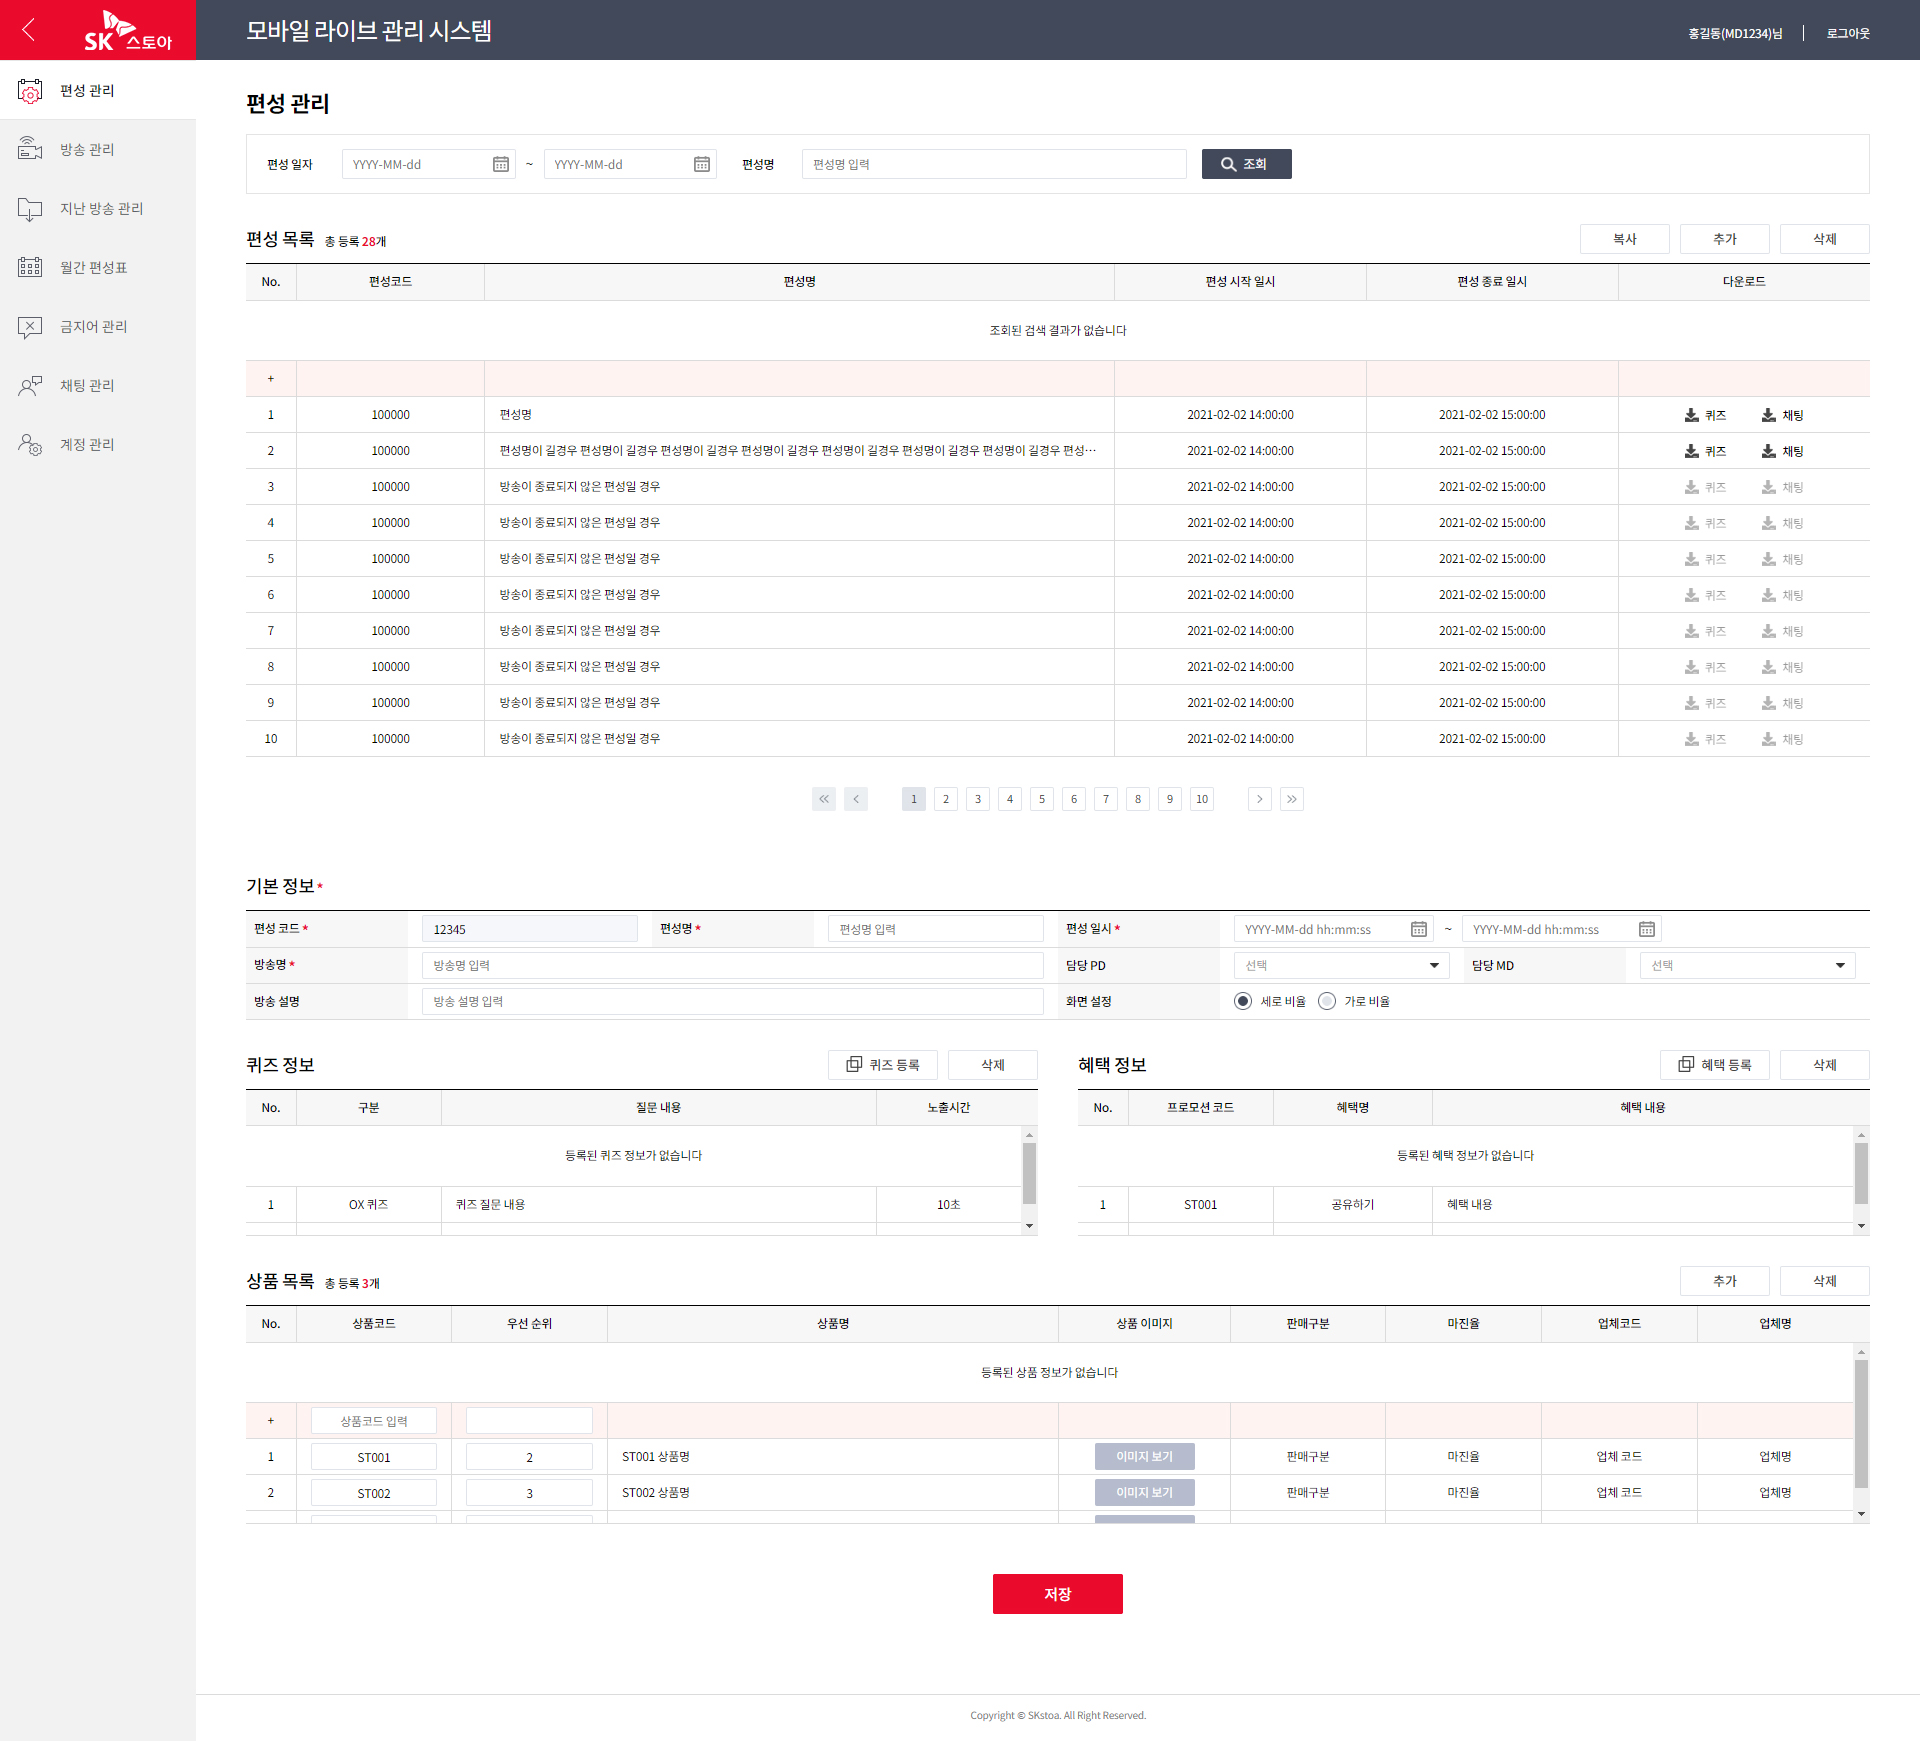 SK 스토아
모바일 라이브 관리 시스템
홍길동(MD1234)님
로그아웃
편성 관리
방송 관리
지난 방송 관리
월간 편성표
금지어 관리
채팅 관리
계정 관리
편성 관리
편성 일자 YYYY-MM-dd ~ YYYY-MM-dd 편성명 편성명 입력 조회
편성 목록 총 등록 28개 복사 추가 삭제
No. 편성코드 편성명 편성 시작 일시 편성 종료 일시 다운로드
조회된 검색 결과가 없습니다
+
1 100000 편성명 2021-02-02 14:00:00 2021-02-02 15:00:00 퀴즈 채팅
2 100000 편성명이 길경우 편성명이 길경우 편성명이 길경우 편성명이 길경우 편성명이 길경우 편성명이 길경우 편성명이 길경우 편성… 2021-02-02 14:00:00 2021-02-02 15:00:00 퀴즈 채팅
3 100000 방송이 종료되지 않은 편성일 경우 2021-02-02 14:00:00 2021-02-02 15:00:00 퀴즈 채팅
4 100000 방송이 종료되지 않은 편성일 경우 2021-02-02 14:00:00 2021-02-02 15:00:00 퀴즈 채팅
5 100000 방송이 종료되지 않은 편성일 경우 2021-02-02 14:00:00 2021-02-02 15:00:00 퀴즈 채팅
6 100000 방송이 종료되지 않은 편성일 경우 2021-02-02 14:00:00 2021-02-02 15:00:00 퀴즈 채팅
7 100000 방송이 종료되지 않은 편성일 경우 2021-02-02 14:00:00 2021-02-02 15:00:00 퀴즈 채팅
8 100000 방송이 종료되지 않은 편성일 경우 2021-02-02 14:00:00 2021-02-02 15:00:00 퀴즈 채팅
9 100000 방송이 종료되지 않은 편성일 경우 2021-02-02 14:00:00 2021-02-02 15:00:00 퀴즈 채팅
10 100000 방송이 종료되지 않은 편성일 경우 2021-02-02 14:00:00 2021-02-02 15:00:00 퀴즈 채팅
« < 1 2 3 4 5 6 7 8 9 10 > »
기본 정보*
편성 코드* 12345 편성명* 편성명 입력 편성 일시* YYYY-MM-dd hh:mm:ss ~ YYYY-MM-dd hh:mm:ss
방송명* 방송명 입력 담당 PD 선택 담당 MD 선택
방송 설명 방송 설명 입력 화면 설정 세로 비율 가로 비율
퀴즈 정보 퀴즈 등록 삭제
No. 구분 질문 내용 노출시간
등록된 퀴즈 정보가 없습니다
1 OX 퀴즈 퀴즈 질문 내용 10초
혜택 정보 혜택 등록 삭제
No. 프로모션 코드 혜택명 혜택 내용
등록된 혜택 정보가 없습니다
1 ST001 공유하기 혜택 내용
상품 목록 총 등록 3개 추가 삭제
No. 상품코드 우선 순위 상품명 상품 이미지 판매구분 마진율 업체코드 업체명
등록된 상품 정보가 없습니다
+ 상품코드 입력
1 ST001 2 ST001 상품명 이미지 보기 판매구분 마진율 업체 코드 업체명
2 ST002 3 ST002 상품명 이미지 보기 판매구분 마진율 업체 코드 업체명
저장
Copyright © SKstoa. All Right Reserved.